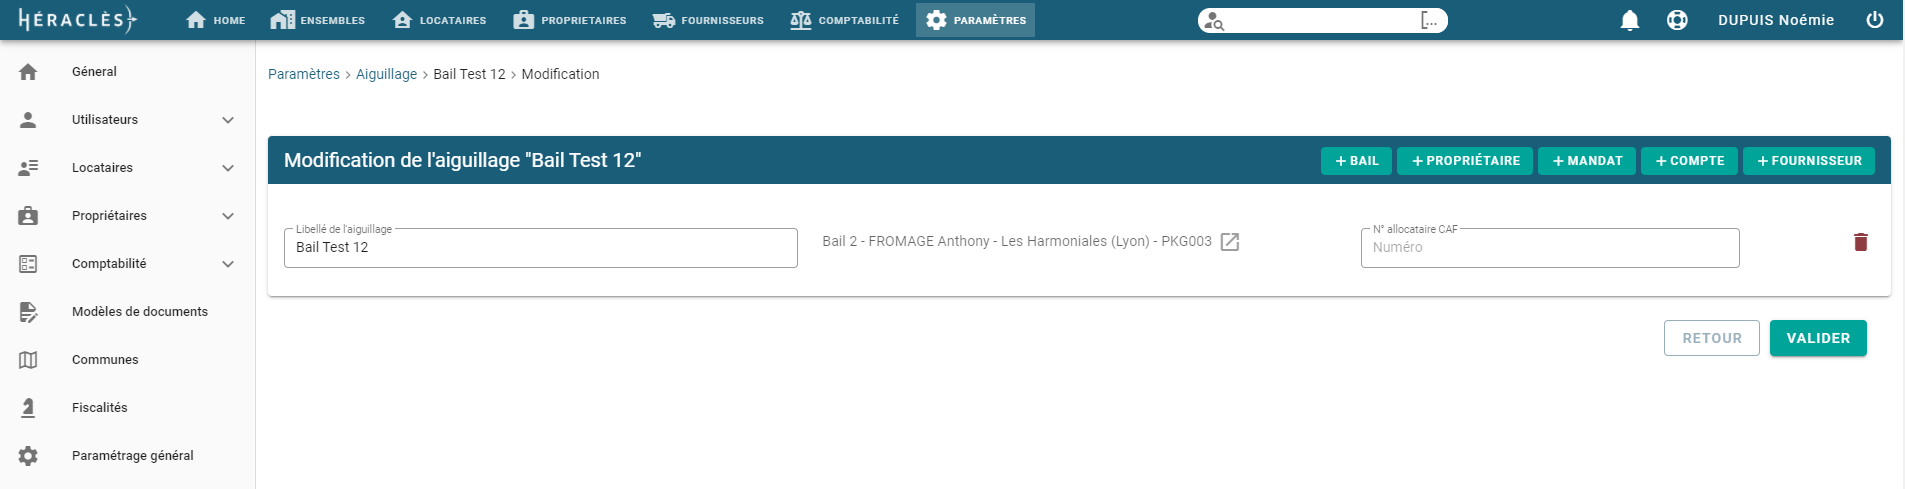 HÉRACLÈS
HOME
ENSEMBLES
LOCATAIRES
PROPRIETAIRES
FOURNISSEURS
COMPTABILITÉ
PARAMÈTRES
[...
DUPUIS Noémie
Géneral
Utilisateurs
Locataires
Propriétaires
Comptabilité
Modèles de documents
Communes
Fiscalités
Paramétrage général
Paramètres > Aiguillage > Bail Test 12 > Modification
Modification de l'aiguillage "Bail Test 12"
+ BAIL
+ PROPRIÉTAIRE
+ MANDAT
+ COMPTE
+ FOURNISSEUR
Libellé de l'aiguillage
Bail Test 12
Bail 2 - FROMAGE Anthony - Les Harmoniales (Lyon) - PKG003
N° allocataire CAF
Numéro
RETOUR
VALIDER